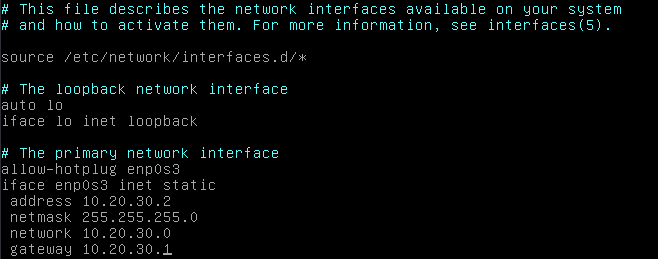 # This file describes the network interfaces available on your system
# and how to activate them. For more information, see interfaces(5).
source /etc/network/interfaces.d/*
# The loopback network interface
auto lo
iface lo inet loopback
# The primary network interface
allow-hotplug enp0s3
iface enp0s3 inet static
address 10.20.30.2
netmask 255.255.255.0
network 10.20.30.0
gateway 10.20.30.1